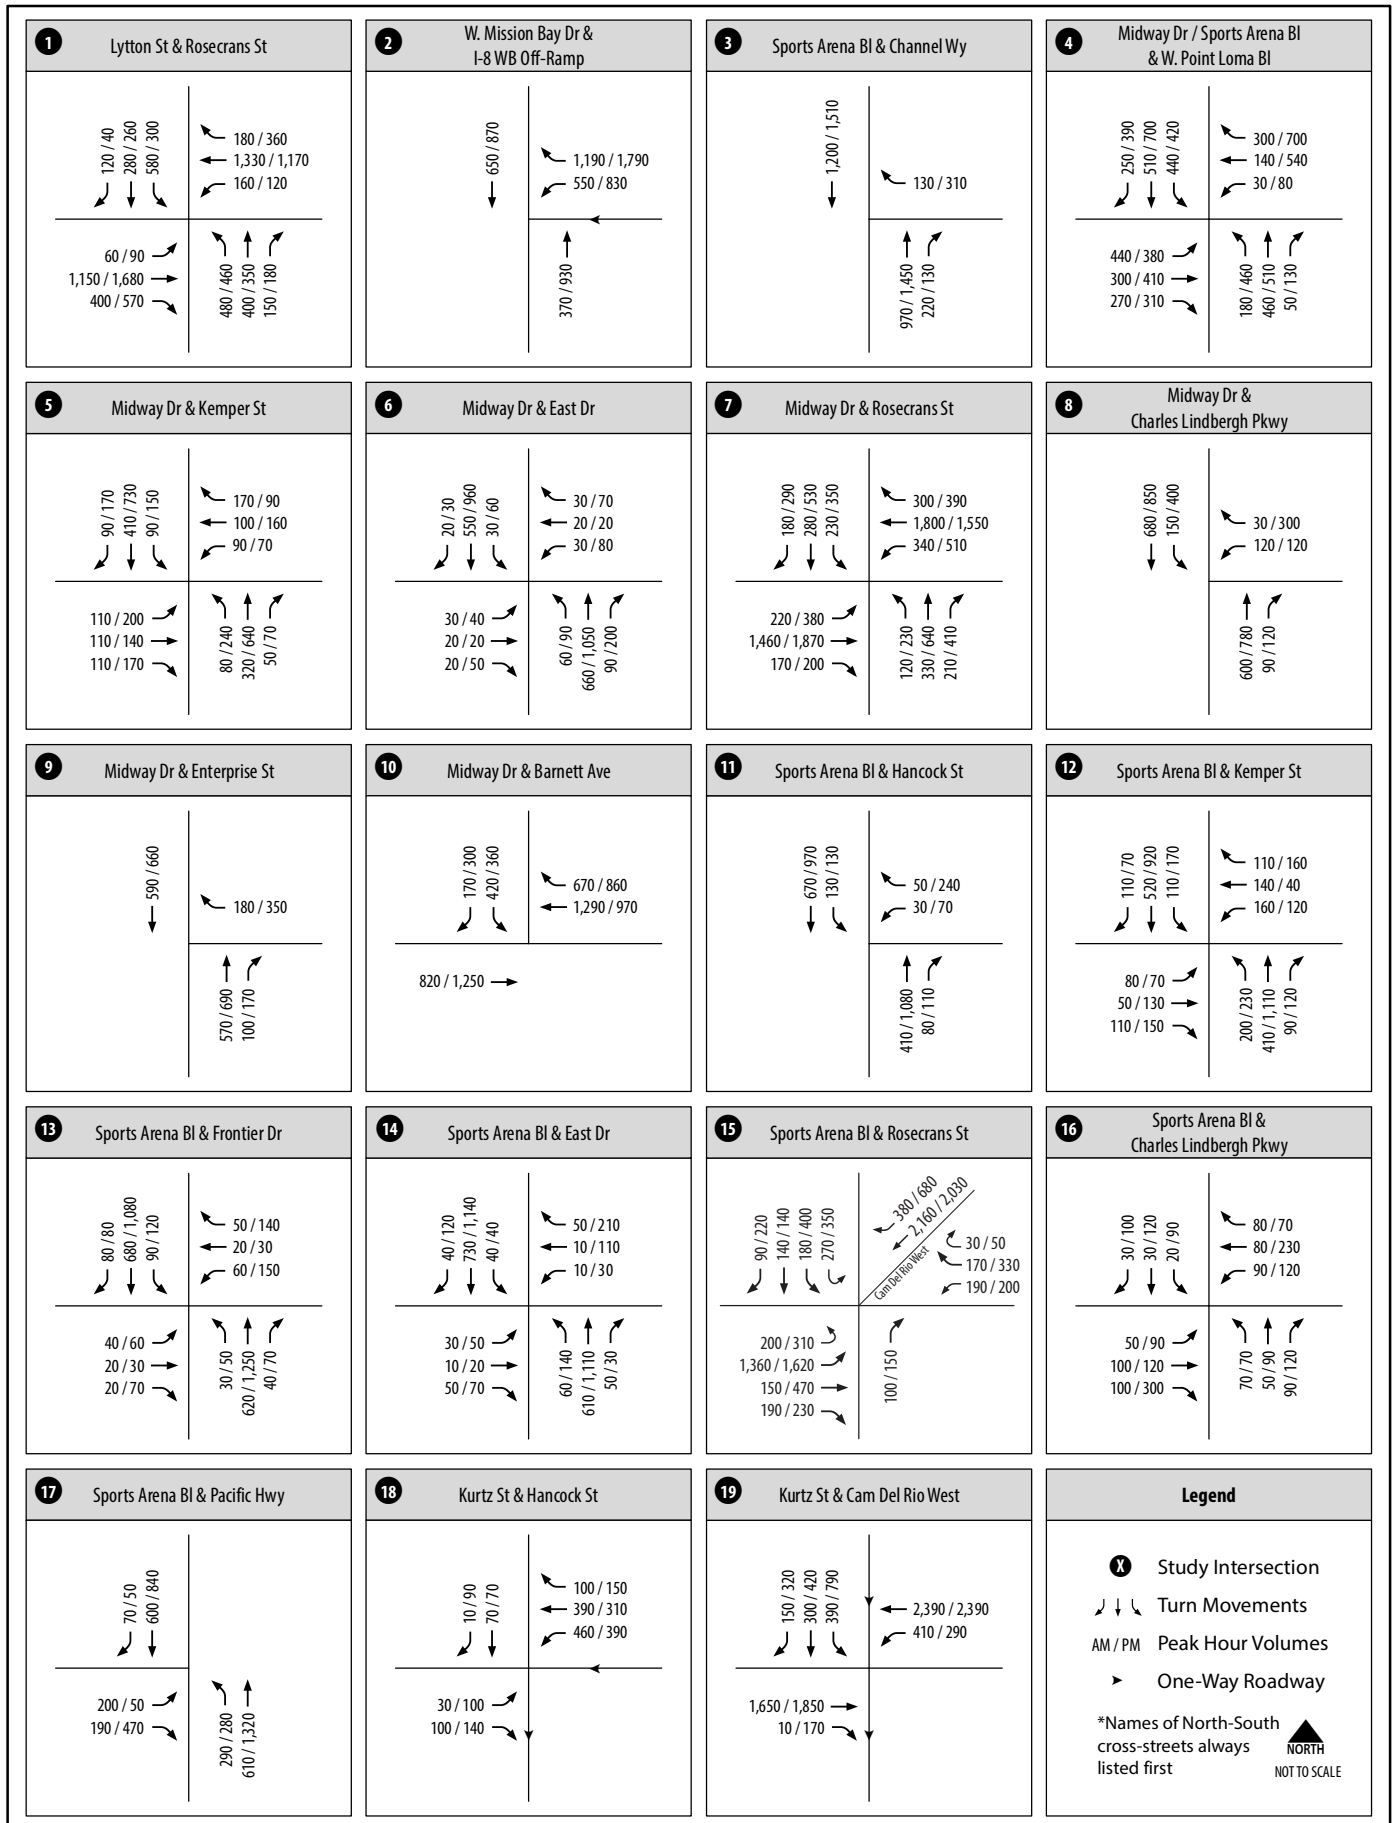 1
Lytton St & Rosecrans St
120 / 40
280 / 260
580 / 300
180 / 360
1,330 / 1,170
160 / 120
60 / 90
1,150 / 1,680
400 / 570
480 / 460
400 / 350
150 / 180
2
W. Mission Bay Dr &
I-8 WB Off-Ramp
650 / 870
1,190 / 1,790
550 / 830
370 / 930
3
Sports Arena Bl & Channel Wy
1,200 / 1,510
130 / 310
970 / 1,450
220 / 130
4
Midway Dr / Sports Arena Bl
& W. Point Loma Bl
250 / 390
510 / 700
440 / 420
300 / 700
140 / 540
30 / 80
440 / 380
300 / 410
270 / 310
180 / 460
460 / 510
50 / 130
5
Midway Dr & Kemper St
90 / 170
410 / 730
90 / 150
170 / 90
100 / 160
90 / 70
110 / 200
110 / 140
110 / 170
80 / 240
320 / 640
50 / 70
6
Midway Dr & East Dr
20 / 30
550 / 960
30 / 60
30 / 70
20 / 20
30 / 80
30 / 40
20 / 20
20 / 50
60 / 90
660 / 1,050
90 / 200
7
Midway Dr & Rosecrans St
180 / 290
280 / 530
230 / 350
300 / 390
1,800 / 1,550
340 / 510
220 / 380
1,460 / 1,870
170 / 200
120 / 230
330 / 640
210 / 410
8
Midway Dr &
Charles Lindbergh Pkwy
680 / 850
150 / 400
30 / 300
120 / 120
600 / 780
90 / 120
9
Midway Dr & Enterprise St
590 / 660
180 / 350
570 / 690
100 / 170
10
Midway Dr & Barnett Ave
170 / 300
420 / 360
670 / 860
1,290 / 970
820 / 1,250
11
Sports Arena Bl & Hancock St
670 / 970
130 / 130
50 / 240
30 / 70
410 / 1,080
80 / 110
12
Sports Arena Bl & Kemper St
110 / 70
520 / 920
110 / 170
110 / 160
140 / 40
160 / 120
80 / 70
50 / 130
110 / 150
200 / 230
410 / 1,110
90 / 120
13
Sports Arena Bl & Frontier Dr
80 / 80
680 / 1,080
90 / 120
50 / 140
20 / 30
60 / 150
40 / 60
20 / 30
20 / 70
30 / 50
620 / 1,250
40 / 70
14
Sports Arena Bl & East Dr
40 / 120
730 / 1,140
40 / 40
50 / 210
10 / 110
10 / 30
30 / 50
10 / 20
50 / 70
60 / 140
610 / 1,110
50 / 30
15
Sports Arena Bl & Rosecrans St
90 / 220
140 / 140
180 / 400
270 / 350
380 / 680
2,160 / 2,030
Cam Del Rio West
30 / 50
170 / 330
190 / 200
200 / 310
1,360 / 1,620
150 / 470
190 / 230
100 / 150
16
Sports Arena Bl &
Charles Lindbergh Pkwy
30 / 100
30 / 120
20 / 90
80 / 70
80 / 230
90 / 120
50 / 90
100 / 120
100 / 300
70 / 70
50 / 90
90 / 120
17
Sports Arena Bl & Pacific Hwy
70 / 50
600 / 840
200 / 50
190 / 470
290 / 280
610 / 1,320
18
Kurtz St & Hancock St
10 / 90
70 / 70
100 / 150
390 / 310
460 / 390
30 / 100
100 / 140
19
Kurtz St & Cam Del Rio West
150 / 320
300 / 420
390 / 790
2,390 / 2,390
410 / 290
1,650 / 1,850
10 / 170
Legend
X Study Intersection
Turn Movements
AM / PM Peak Hour Volumes
One-Way Roadway
*Names of North-South
cross-streets always
listed first
NORTH
NOT TO SCALE